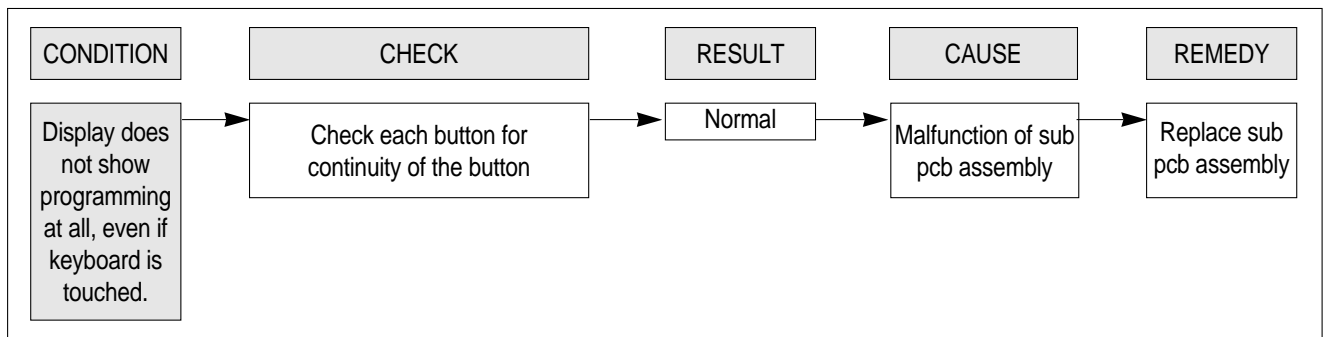 CONDITION
CHECK
RESULT
CAUSE
REMEDY
Display does
not show
programming
at all, even if
keyboard is
touched.
Check each button for
continuity of the button
Normal
Malfunction of sub
pcb assembly
Replace sub
pcb assembly